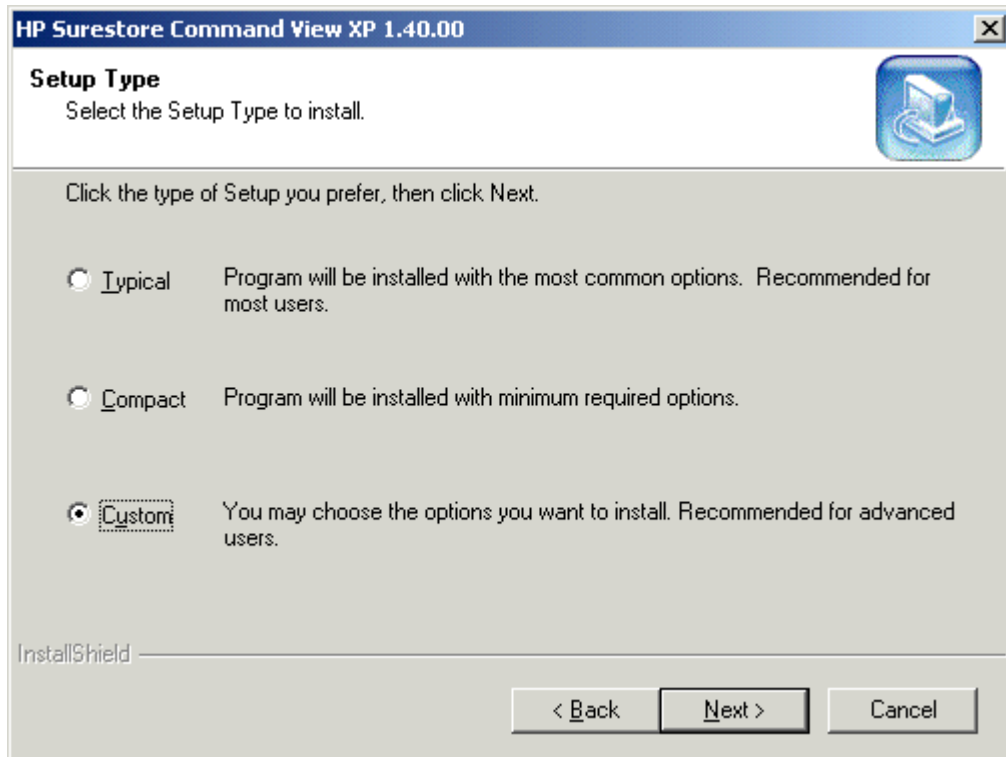 HP Surestore Command View XP 1.40.00
Setup Type
Select the Setup Type to install.
Click the type of Setup you prefer, then click Next.
Typical Program will be installed with the most common options. Recommended for
most users.
Compact Program will be installed with minimum required options.
Custom You may choose the options you want to install. Recommended for advanced
users.
InstallShield
< Back Next > Cancel